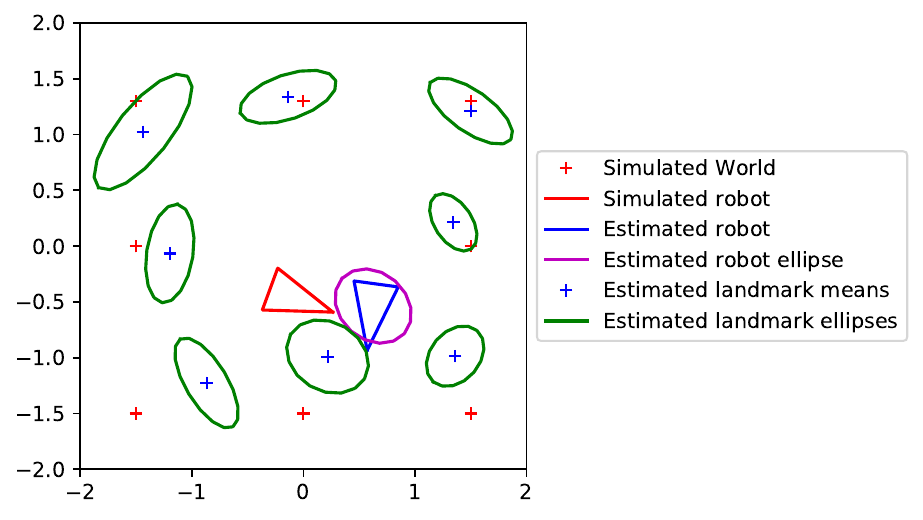 2.0
1.5
1.0
0.5
0.0
−0.5
−1.0
−1.5
−2.0
−2 −1 0 1 2
Simulated World
Simulated robot
Estimated robot
Estimated robot ellipse
Estimated landmark means
Estimated landmark ellipses